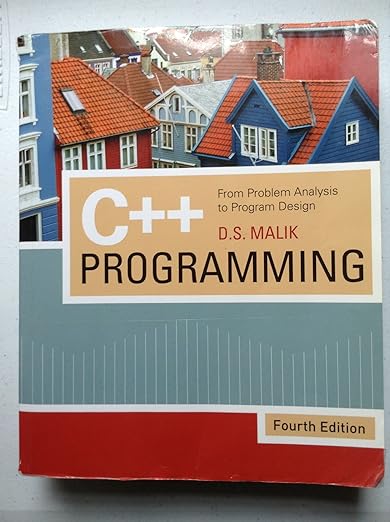 C++
From Problem Analysis
to Program Design
D.S. MALIK
PROGRAMMING
Fourth Edition